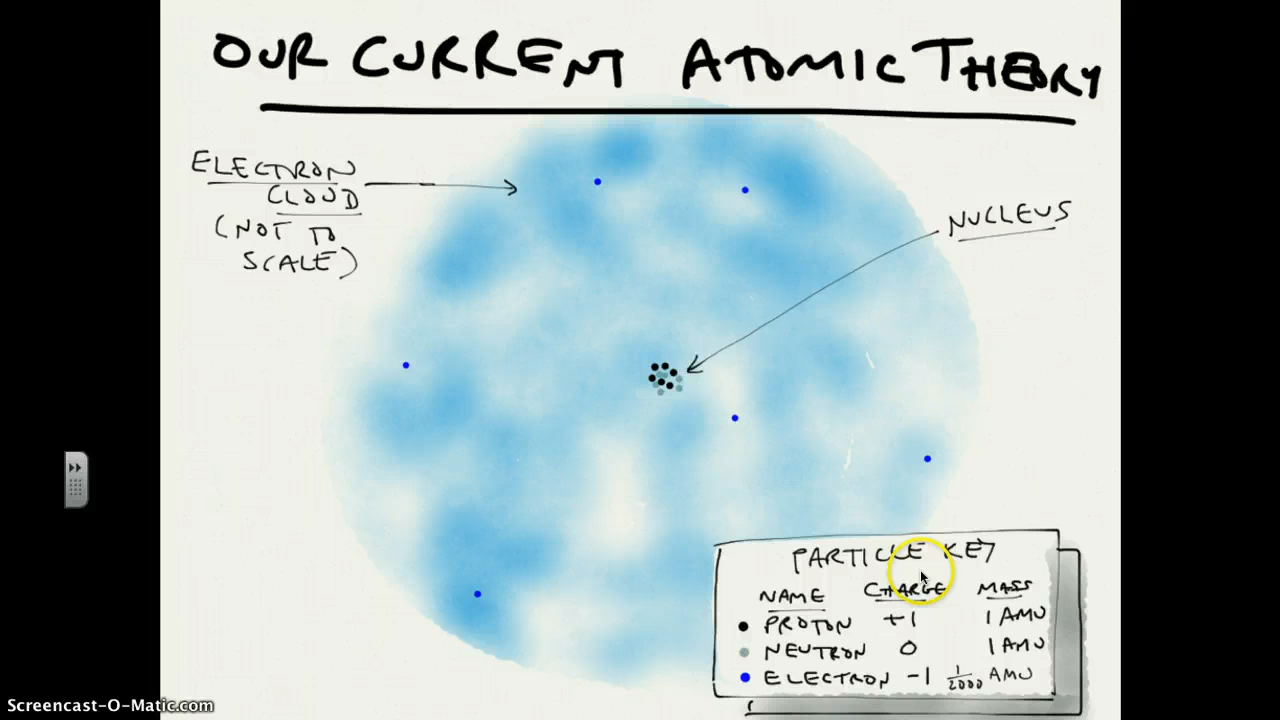 OUR CURRENT ATOMIC THEORY
ELECTRON
CLOUD
(NOT TO
SCALE)
NUCLEUS
PARTICLE KEY
NAME CHARGE MASS
PROTON +1 1 AMU
NEUTRON 0 1 AMU
ELECTRON -1 1/2000 AMU
Screencast-O-Matic.com